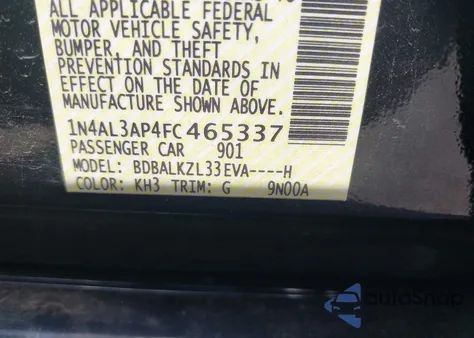 ALL APPLICABLE FEDERAL
MOTOR VEHICLE SAFETY,
BUMPER, AND THEFT
PREVENTION STANDARDS IN
EFFECT ON THE DATE OF
MANUFACTURE SHOWN ABOVE.
1N4AL3AP4FC465337
PASSENGER CAR 901
MODEL: BDBALKZL33EVA----H
COLOR: KH3 TRIM: G 9N00A
autoSnap